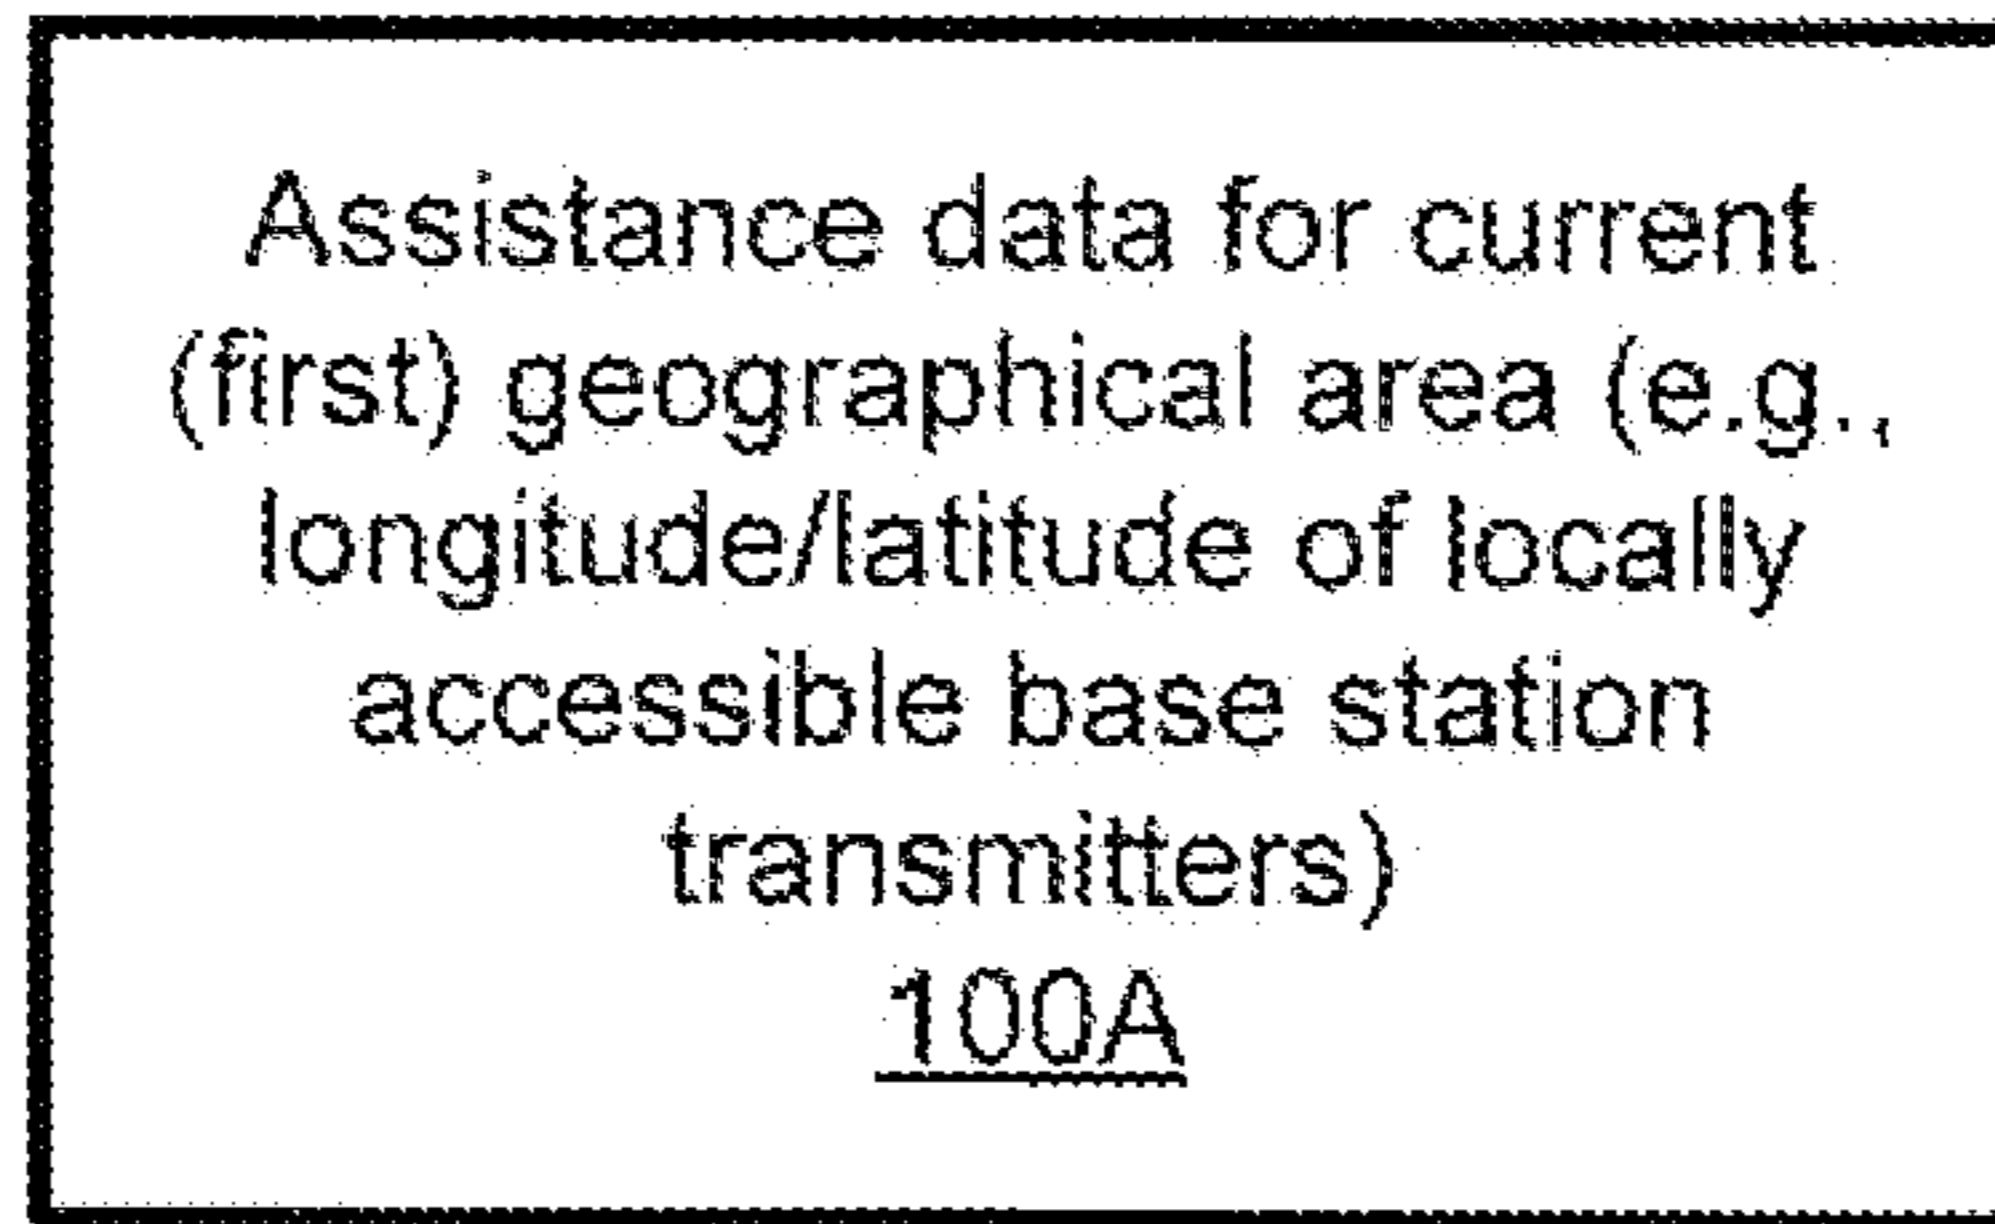 Assistance data for current
(first) geographical area (e.g.,
longitude/latitude of locally
accessible base station
transmitters)
100A